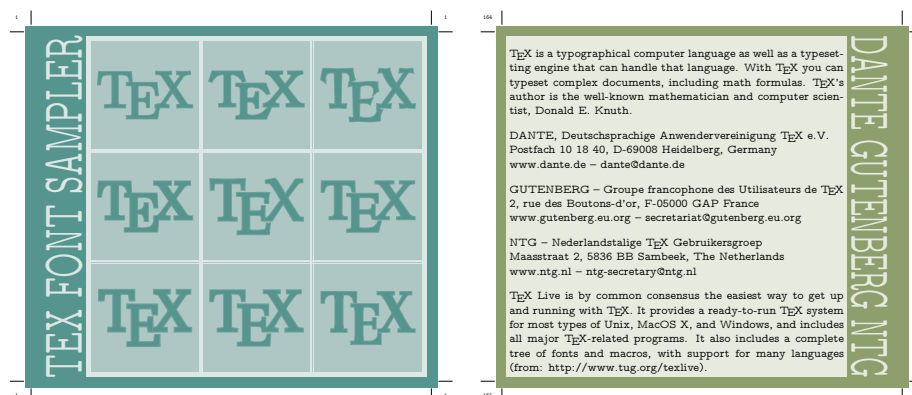 1
1
TEX FONT SAMPLER
TEX TEX TEX
TEX TEX TEX
TEX TEX TEX
164
TEX is a typographical computer language as well as a typeset-
ting engine that can handle that language. With TEX you can
typeset complex documents, including math formulas. TEX's
author is the well-known mathematician and computer scien-
tist, Donald E. Knuth.
DANTE, Deutschsprachige Anwendervereinigung TEX e.V.
Postfach 10 18 40, D-69008 Heidelberg, Germany
www.dante.de – dante@dante.de
GUTENBERG – Groupe francophone des Utilisateurs de TEX
2, rue des Boutons-d'or, F-05000 GAP France
www.gutenberg.eu.org – secretariat@gutenberg.eu.org
NTG – Nederlandstalige TEX Gebruikersgroep
Maasstraat 2, 5836 BB Sambeek, The Netherlands
www.ntg.nl – ntg-secretary@ntg.nl
TEX Live is by common consensus the easiest way to get up
and running with TEX. It provides a ready-to-run TEX system
for most types of Unix, MacOS X, and Windows, and includes
all major TEX-related programs. It also includes a complete
tree of fonts and macros, with support for many languages
(from: http://www.tug.org/texlive).
DANTE GUTENBERG NTG